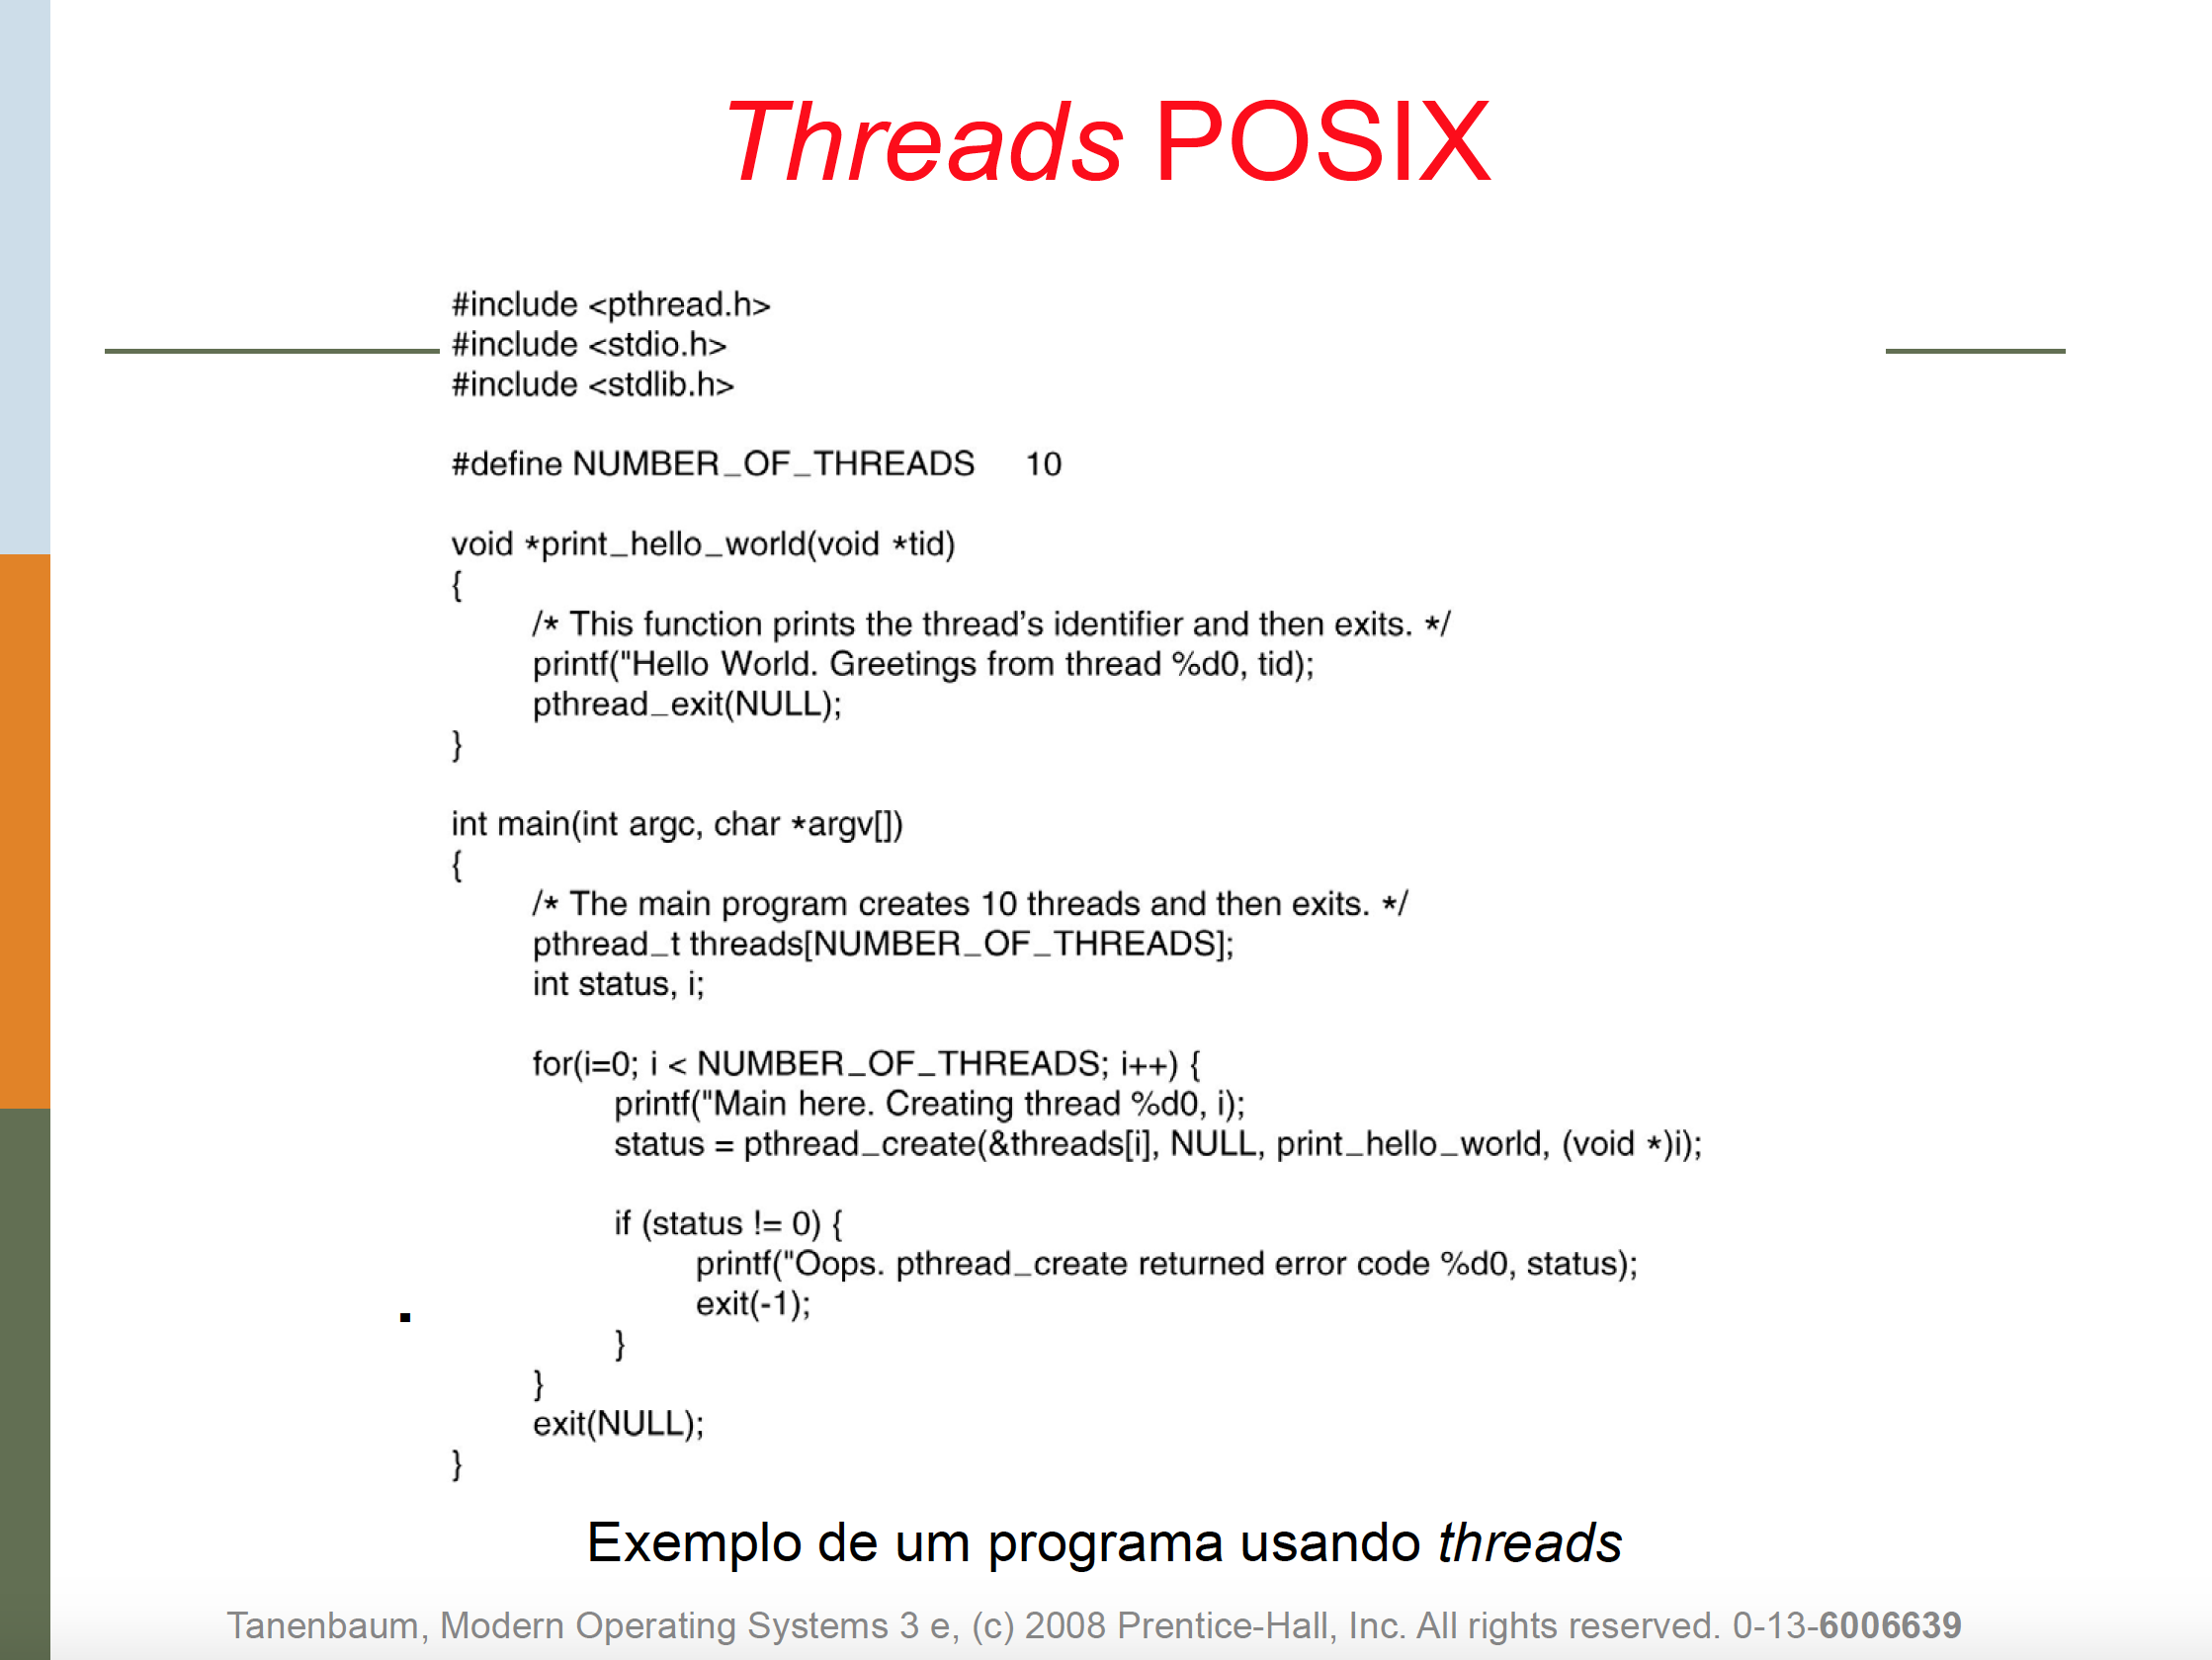 Threads POSIX
#include <pthread.h>
#include <stdio.h>
#include <stdlib.h>
#define NUMBER_OF_THREADS 10
void *print_hello_world(void *tid)
{
/* This function prints the thread’s identifier and then exits. */
printf("Hello World. Greetings from thread %d0, tid);
pthread_exit(NULL);
}
int main(int argc, char *argv[])
{
/* The main program creates 10 threads and then exits. */
pthread_t threads[NUMBER_OF_THREADS];
int status, i;
for(i=0; i < NUMBER_OF_THREADS; i++) {
printf("Main here. Creating thread %d0, i);
status = pthread_create(&threads[i], NULL, print_hello_world, (void *)i);
if (status != 0) {
printf("Oops. pthread_create returned error code %d0, status);
exit(-1);
}
}
exit(NULL);
}
Exemplo de um programa usando threads
Tanenbaum, Modern Operating Systems 3 e, (c) 2008 Prentice-Hall, Inc. All rights reserved. 0-13-6006639